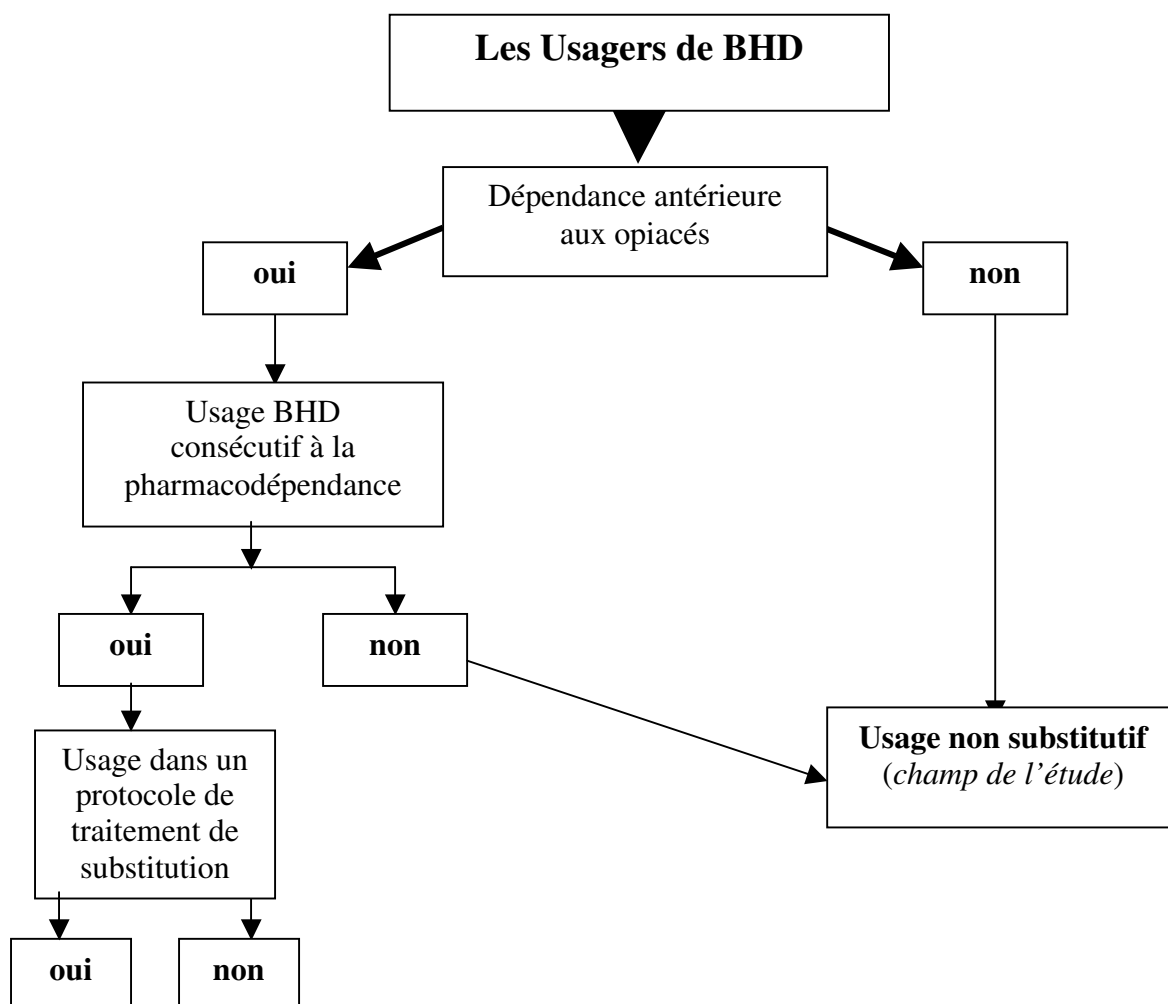 Les Usagers de BHD
Dépendance antérieure
aux opiacés
oui
non
Usage BHD
consécutif à la
pharmacodépendance
oui
non
Usage dans un
protocole de
traitement de
substitution
Usage non substitutif
(champ de l’étude)
oui
non